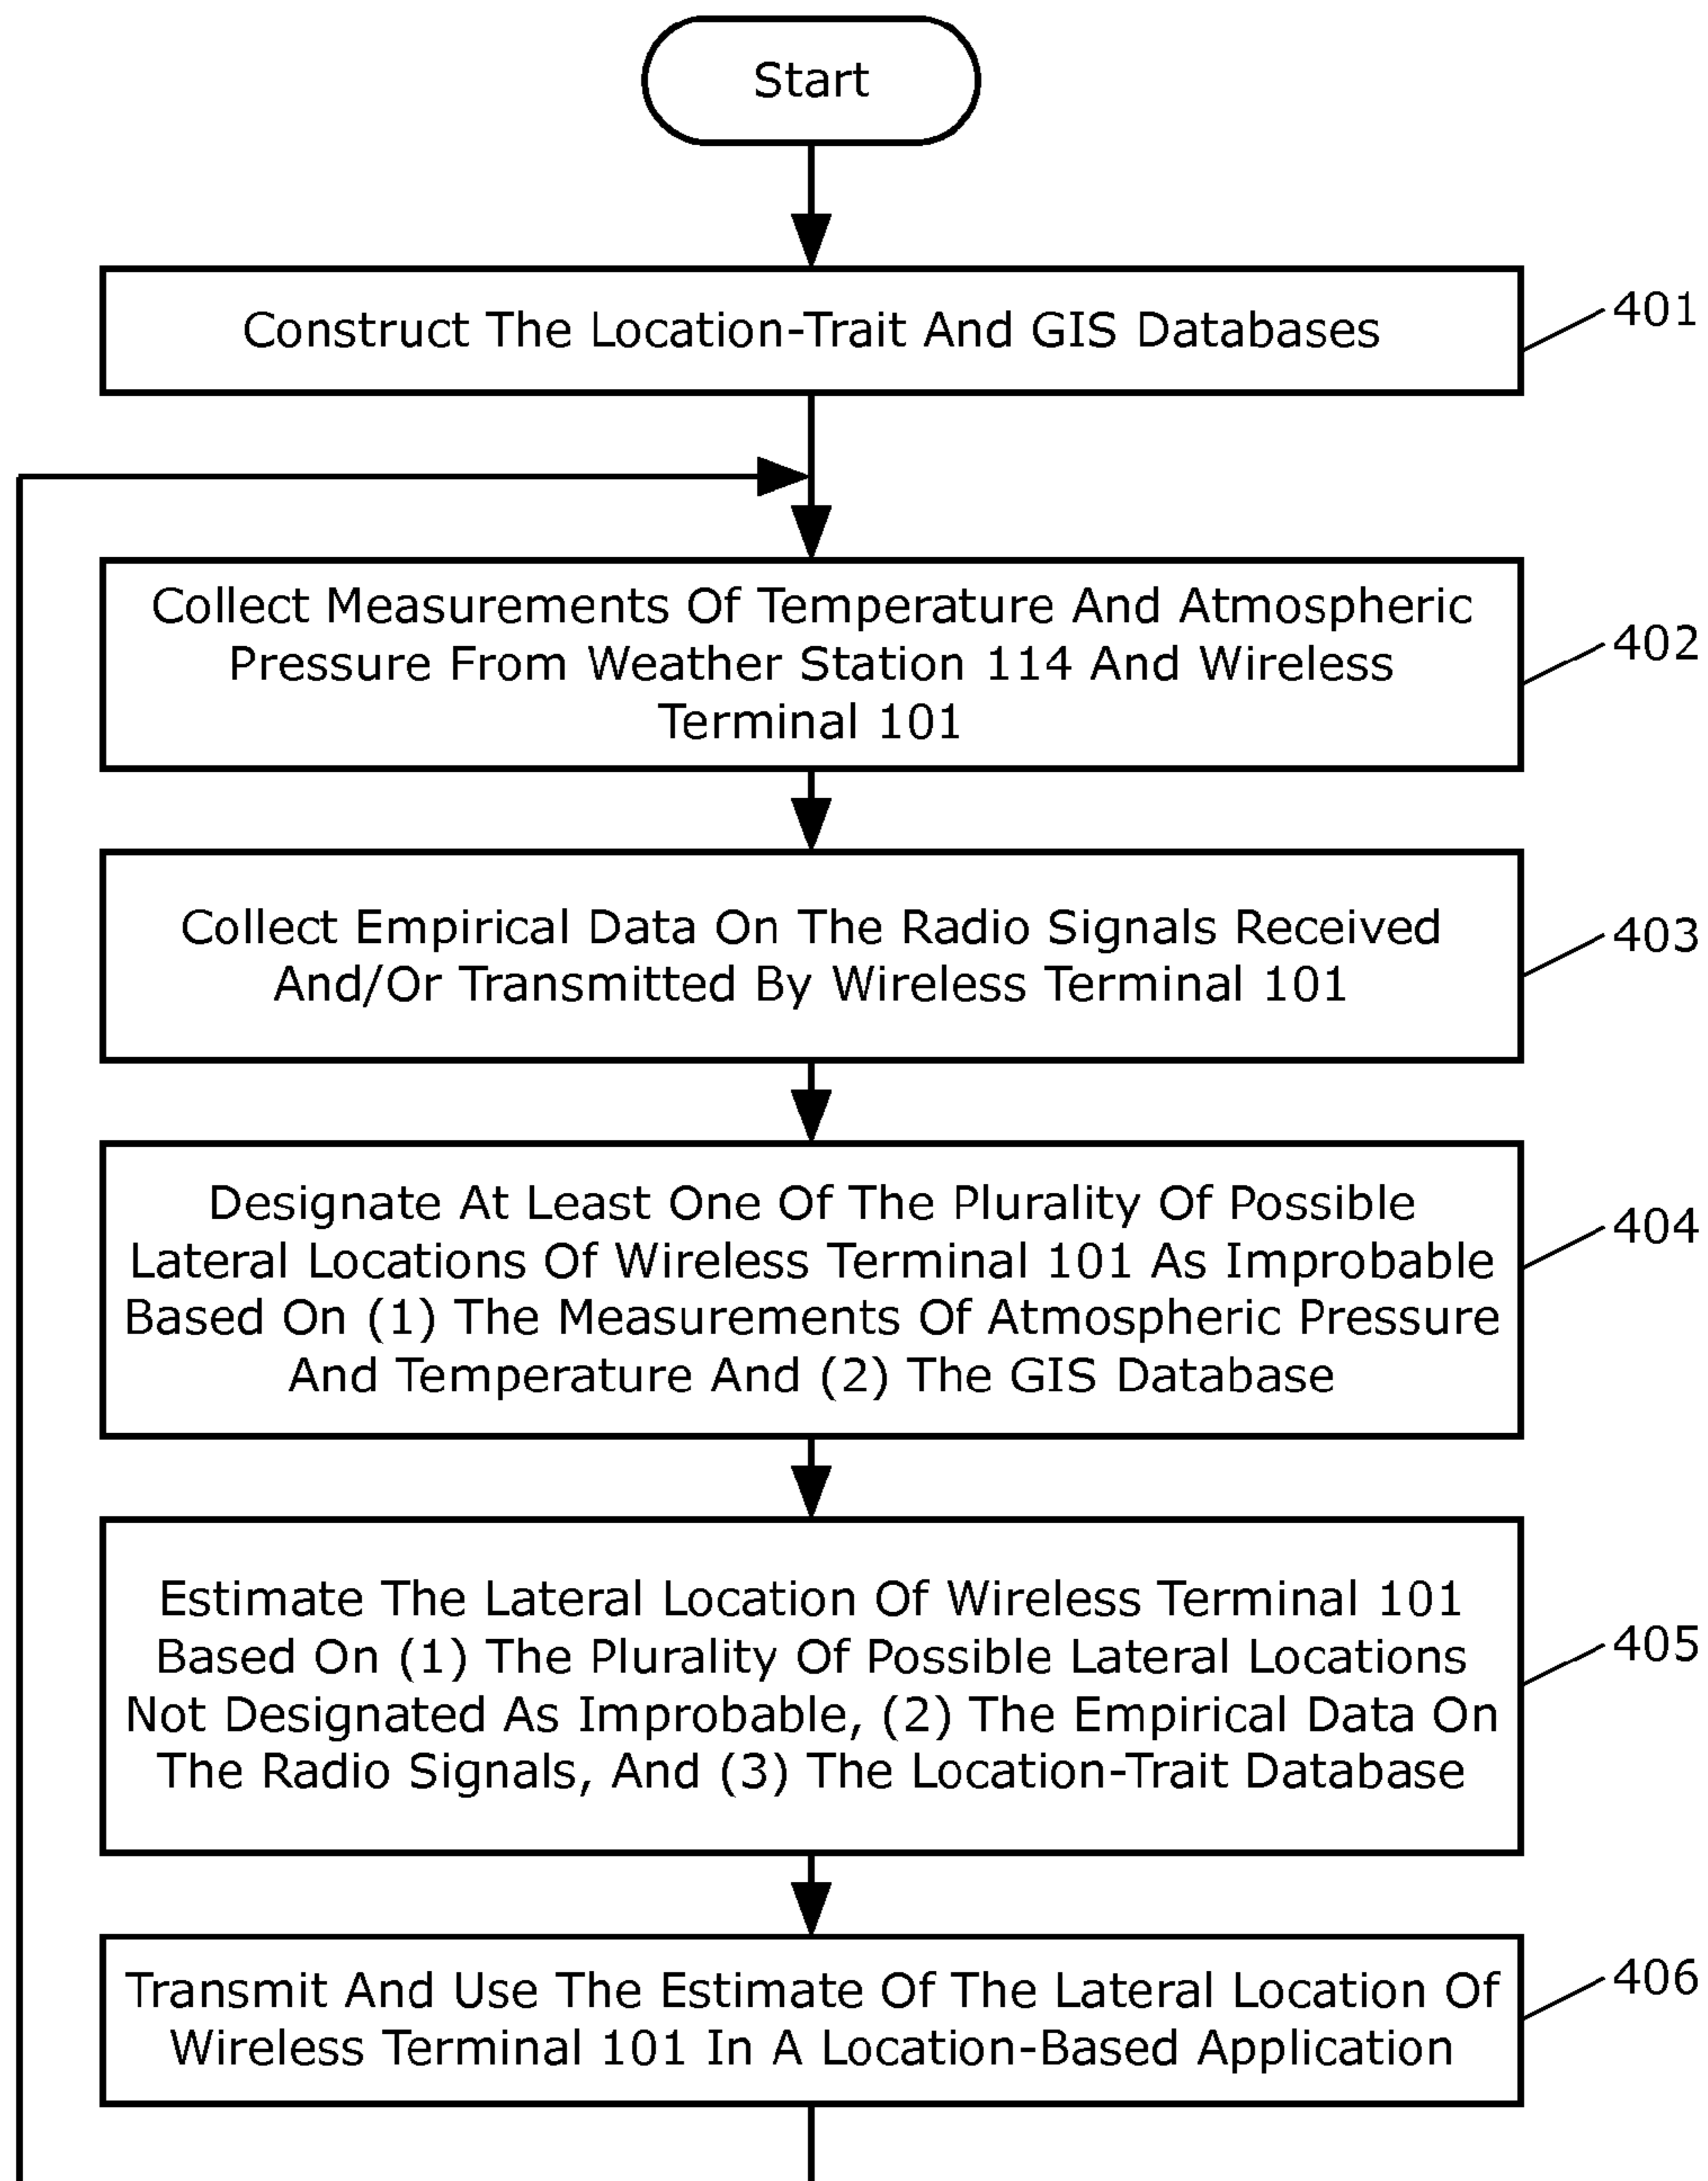 Start
Construct The Location-Trait And GIS Databases
401
Collect Measurements Of Temperature And Atmospheric
Pressure From Weather Station 114 And Wireless
Terminal 101
402
Collect Empirical Data On The Radio Signals Received
And/Or Transmitted By Wireless Terminal 101
403
Designate At Least One Of The Plurality Of Possible
Lateral Locations Of Wireless Terminal 101 As Improbable
Based On (1) The Measurements Of Atmospheric Pressure
And Temperature And (2) The GIS Database
404
Estimate The Lateral Location Of Wireless Terminal 101
Based On (1) The Plurality Of Possible Lateral Locations
Not Designated As Improbable, (2) The Empirical Data On
The Radio Signals, And (3) The Location-Trait Database
405
Transmit And Use The Estimate Of The Lateral Location Of
Wireless Terminal 101 In A Location-Based Application
406